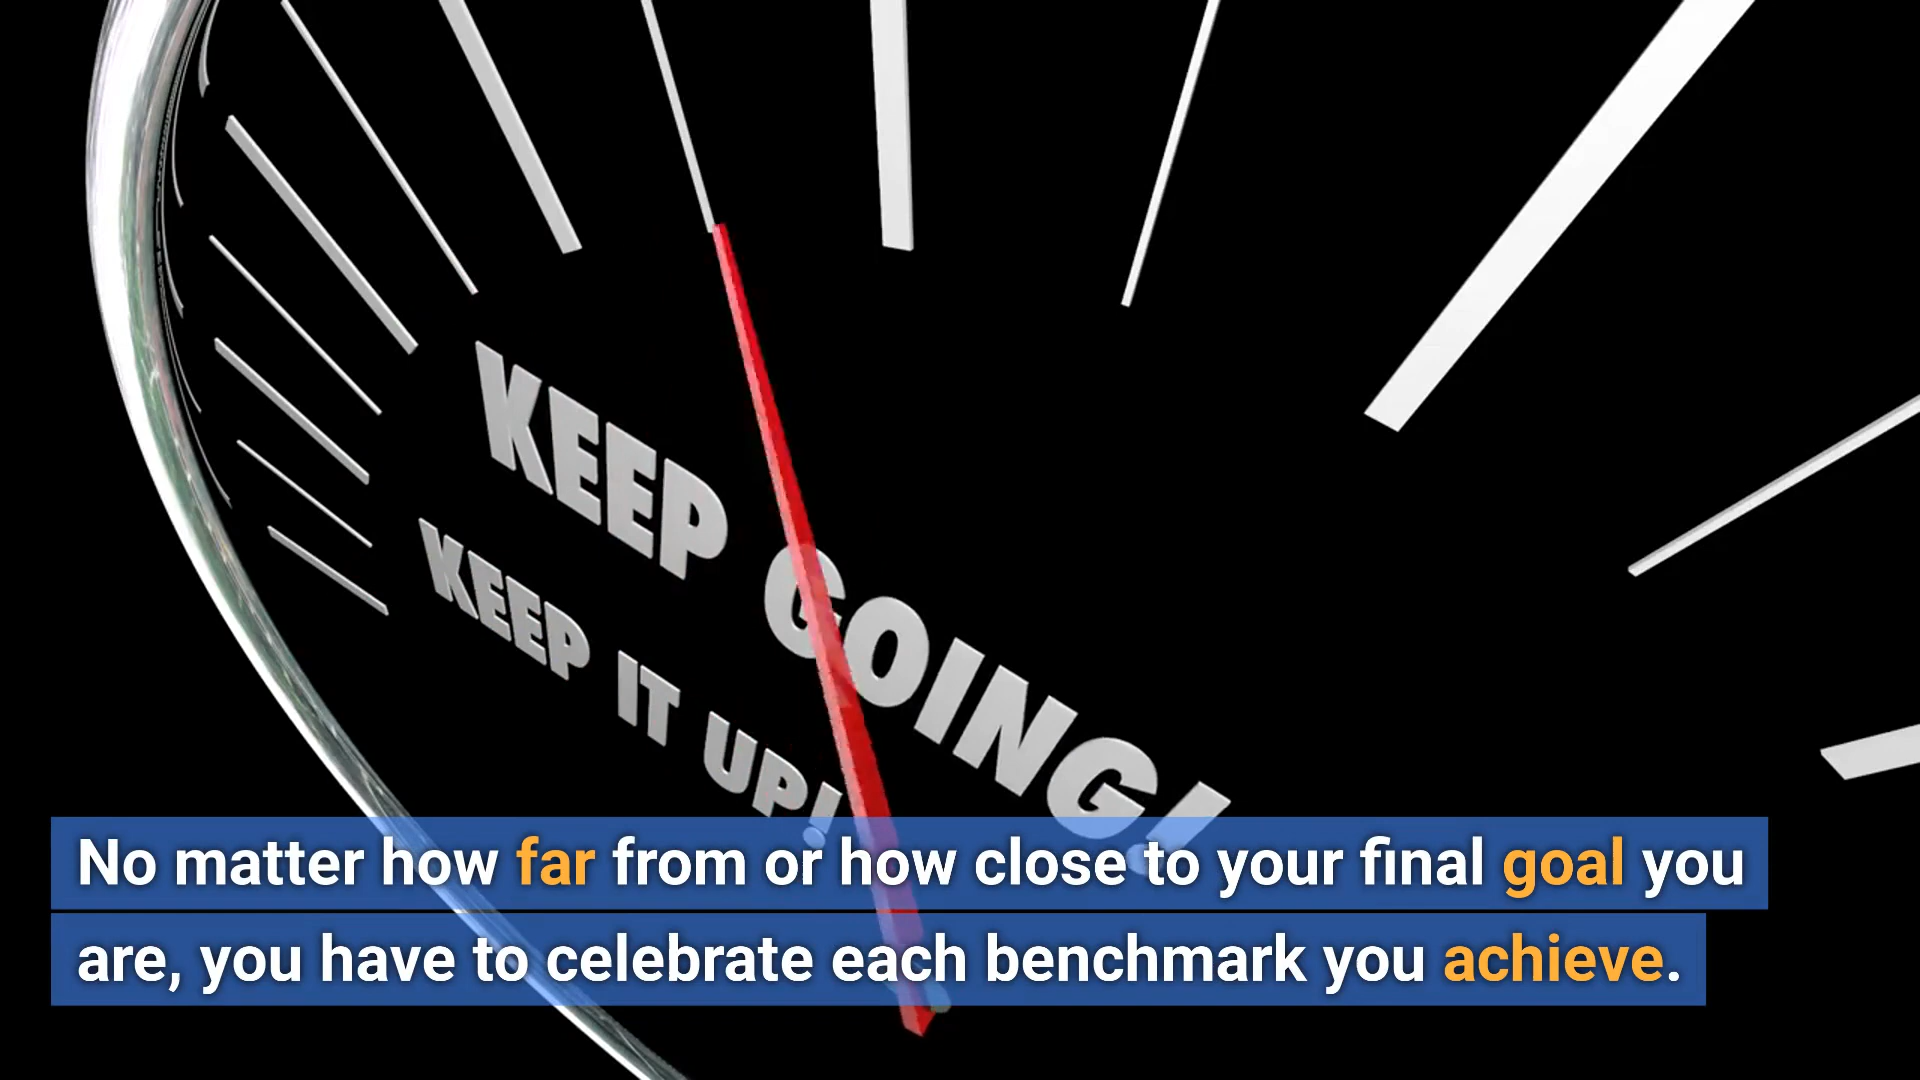 KEEP GOING!
KEEP IT UP!
No matter how far from or how close to your final goal you
are, you have to celebrate each benchmark you achieve.